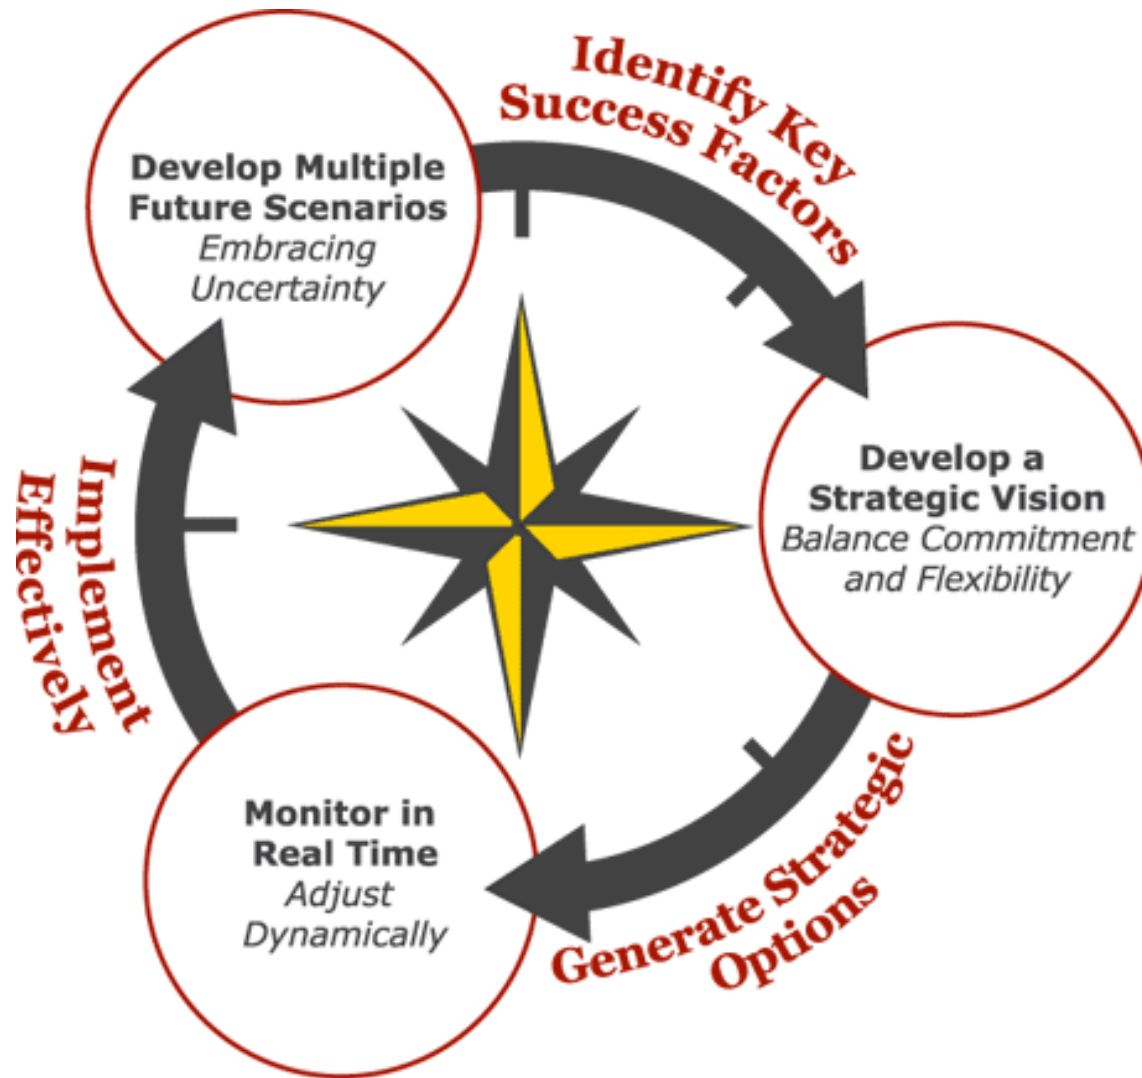 Identify Key
Success Factors
Develop Multiple
Future Scenarios
Embracing
Uncertainty
Develop a
Strategic Vision
Balance Commitment
and Flexibility
Implement
Effectively
Monitor in
Real Time
Adjust
Dynamically
Generate Strategic
Options